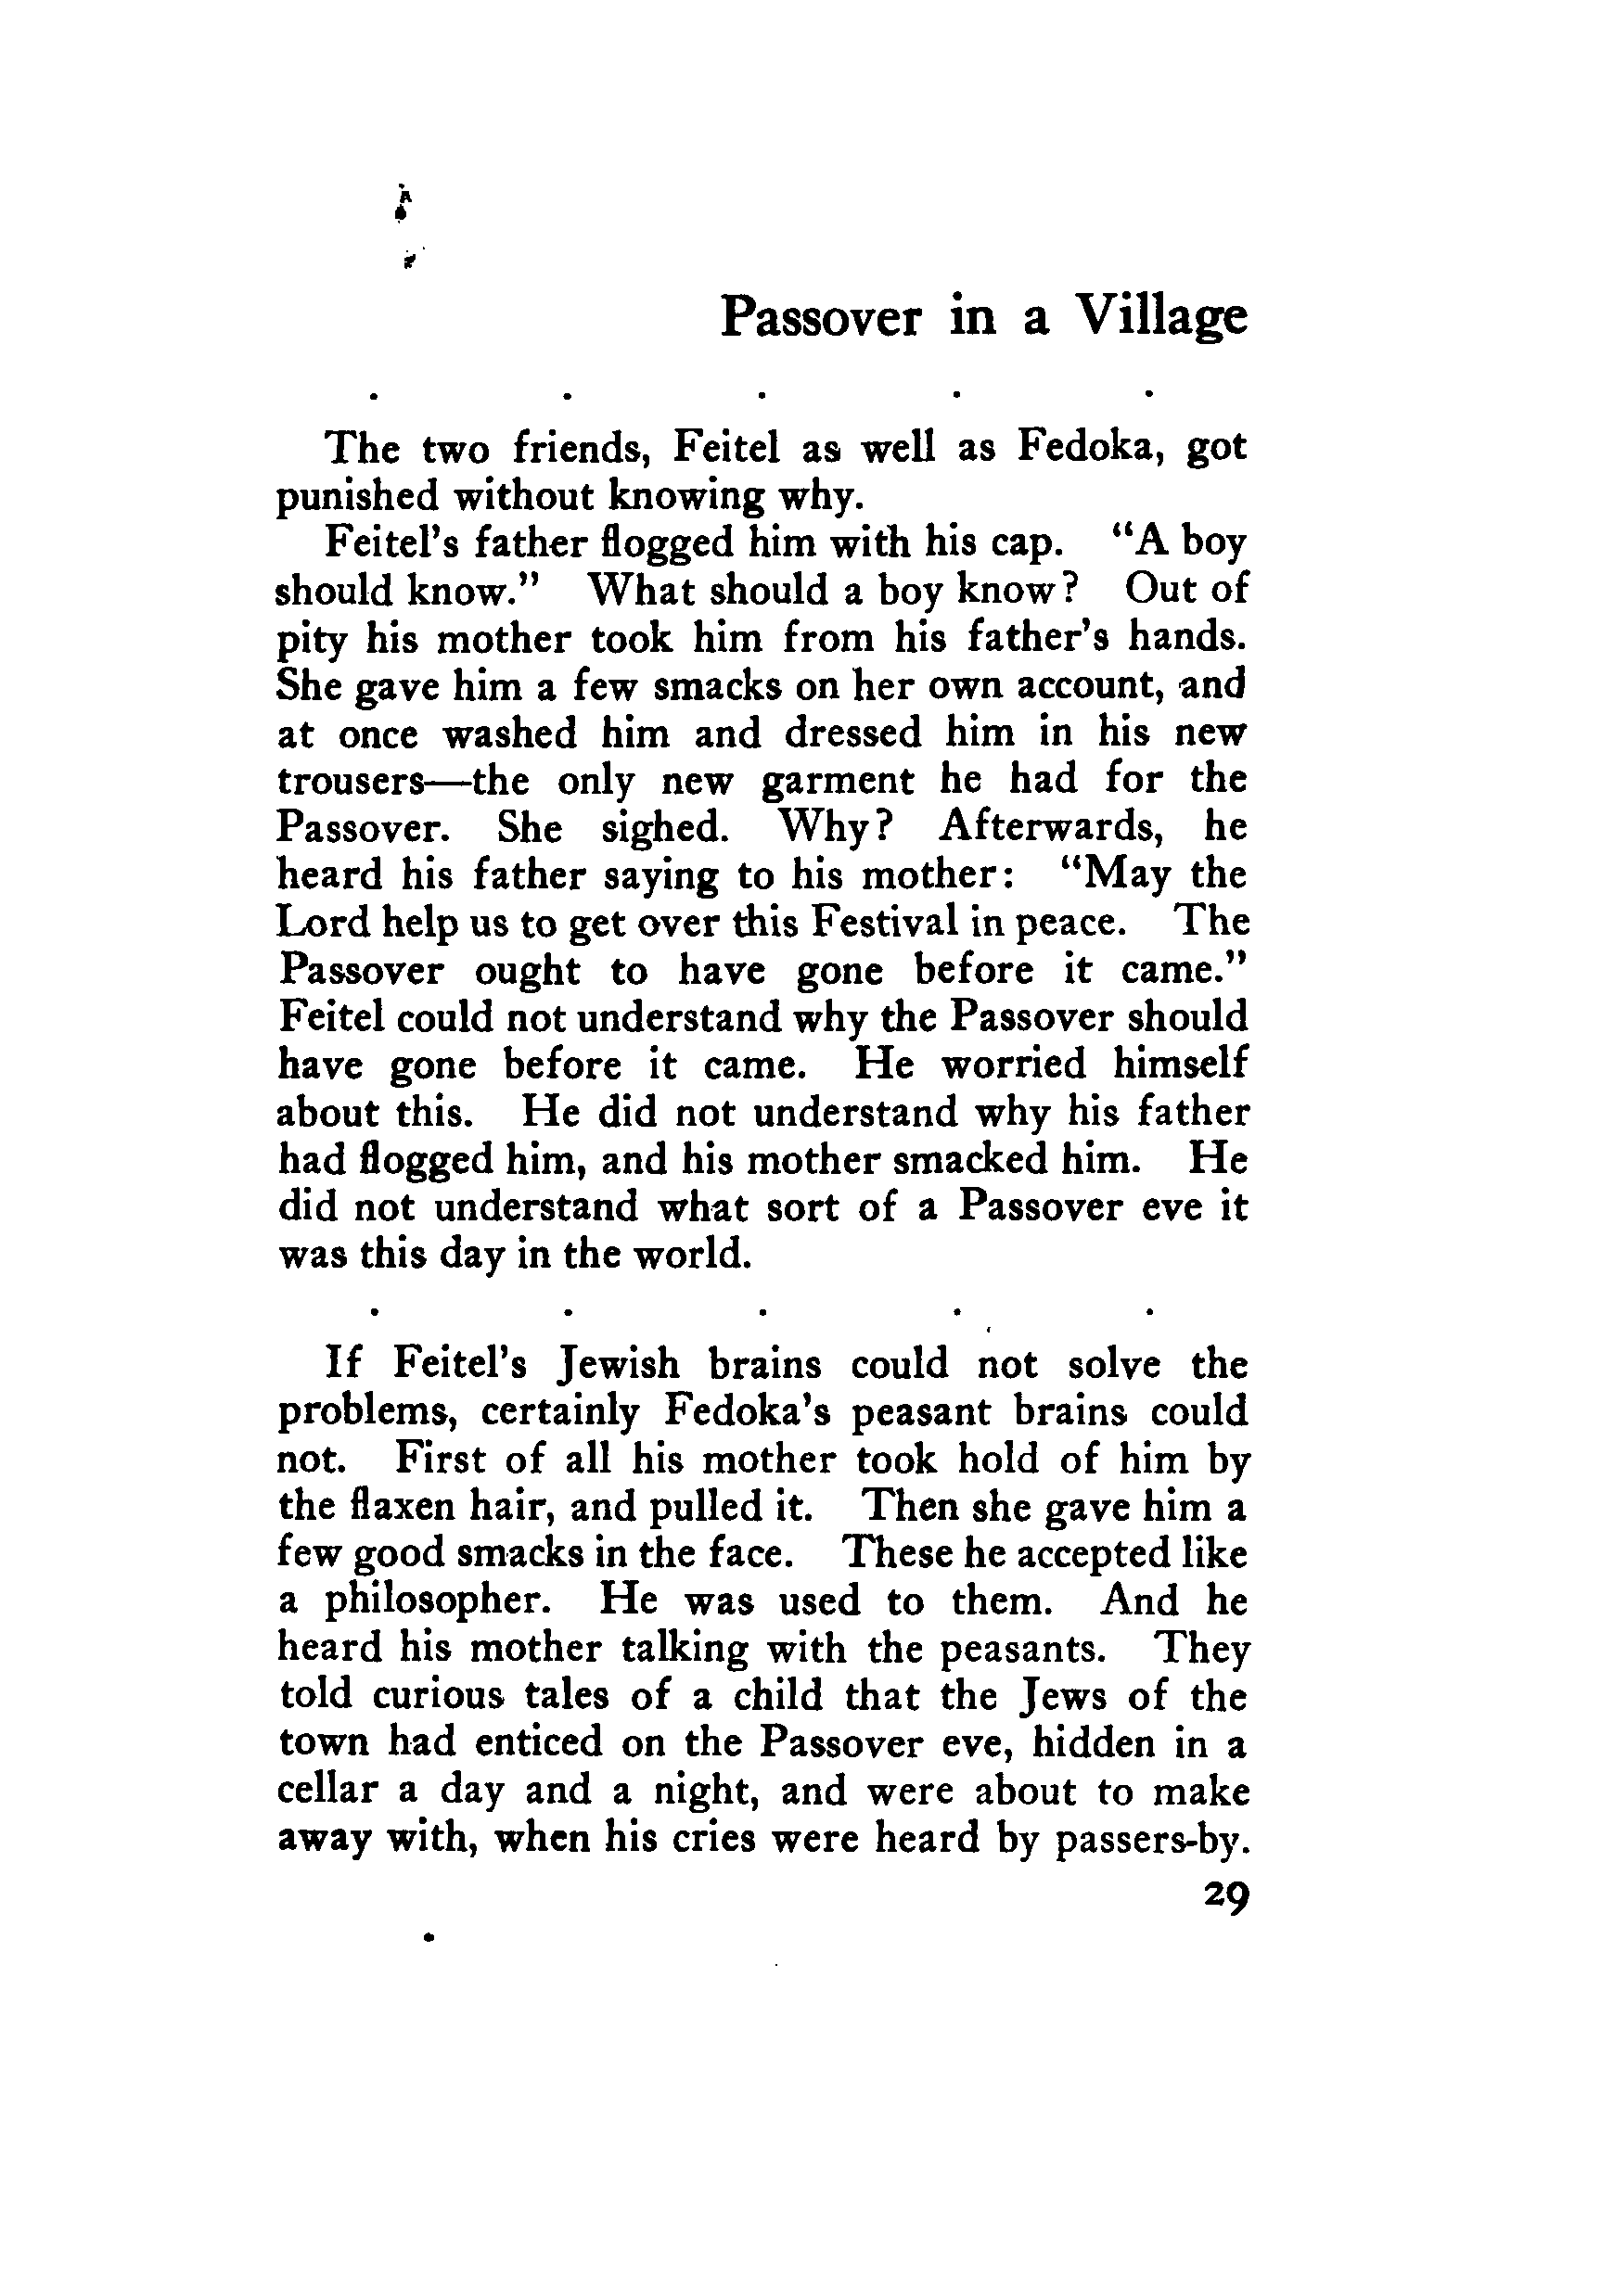 Passover in a Village
. . . . .
The two friends, Feitel as well as Fedoka, got
punished without knowing why.
Feitel's father flogged him with his cap. "A boy
should know." What should a boy know? Out of
pity his mother took him from his father's hands.
She gave him a few smacks on her own account, and
at once washed him and dressed him in his new
trousers—the only new garment he had for the
Passover. She sighed. Why? Afterwards, he
heard his father saying to his mother: "May the
Lord help us to get over this Festival in peace. The
Passover ought to have gone before it came."
Feitel could not understand why the Passover should
have gone before it came. He worried himself
about this. He did not understand why his father
had flogged him, and his mother smacked him. He
did not understand what sort of a Passover eve it
was this day in the world.
. . . . .
If Feitel's Jewish brains could not solve the
problems, certainly Fedoka's peasant brains could
not. First of all his mother took hold of him by
the flaxen hair, and pulled it. Then she gave him a
few good smacks in the face. These he accepted like
a philosopher. He was used to them. And he
heard his mother talking with the peasants. They
told curious tales of a child that the Jews of the
town had enticed on the Passover eve, hidden in a
cellar a day and a night, and were about to make
away with, when his cries were heard by passers-by.
29